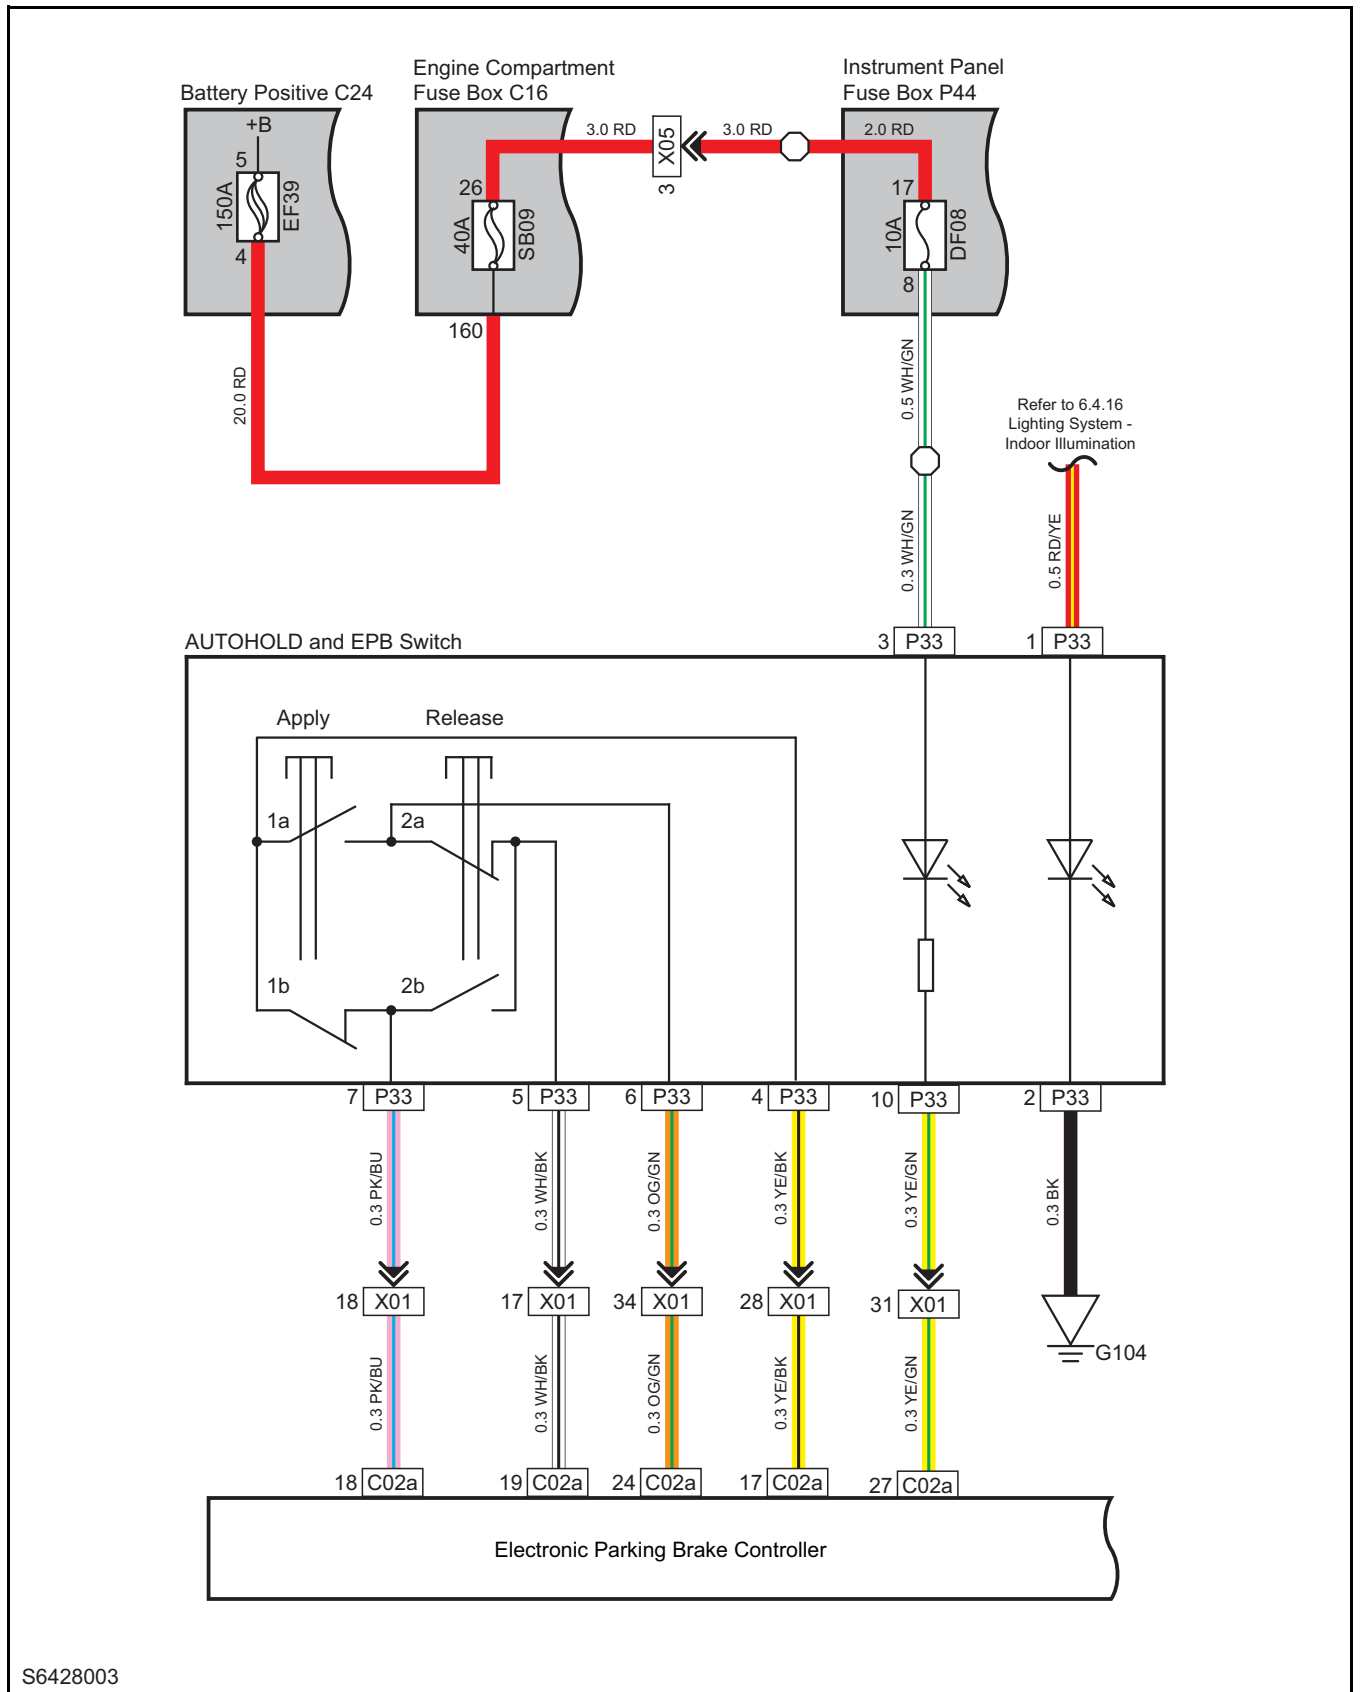 Battery Positive C24
Engine Compartment
Fuse Box C16
Instrument Panel
Fuse Box P44
+B
5
150A
EF39
4
20.0 RD
26
40A
SB09
160
3.0 RD
X05
3
3.0 RD
2.0 RD
17
10A
DF08
8
0.5 WH/GN
0.3 WH/GN
Refer to 6.4.16
Lighting System -
Indoor Illumination
0.5 RD/YE
AUTOHOLD and EPB Switch
3 P33
1 P33
Apply
Release
1a
2a
1b
2b
7 P33
5 P33
6 P33
4 P33
10 P33
2 P33
0.3 PK/BU
0.3 WH/BK
0.3 OG/GN
0.3 YE/BK
0.3 YE/GN
0.3 BK
18 X01
17 X01
34 X01
28 X01
31 X01
G104
0.3 PK/BU
0.3 WH/BK
0.3 OG/GN
0.3 YE/BK
0.3 YE/GN
18 C02a
19 C02a
24 C02a
17 C02a
27 C02a
Electronic Parking Brake Controller
S6428003